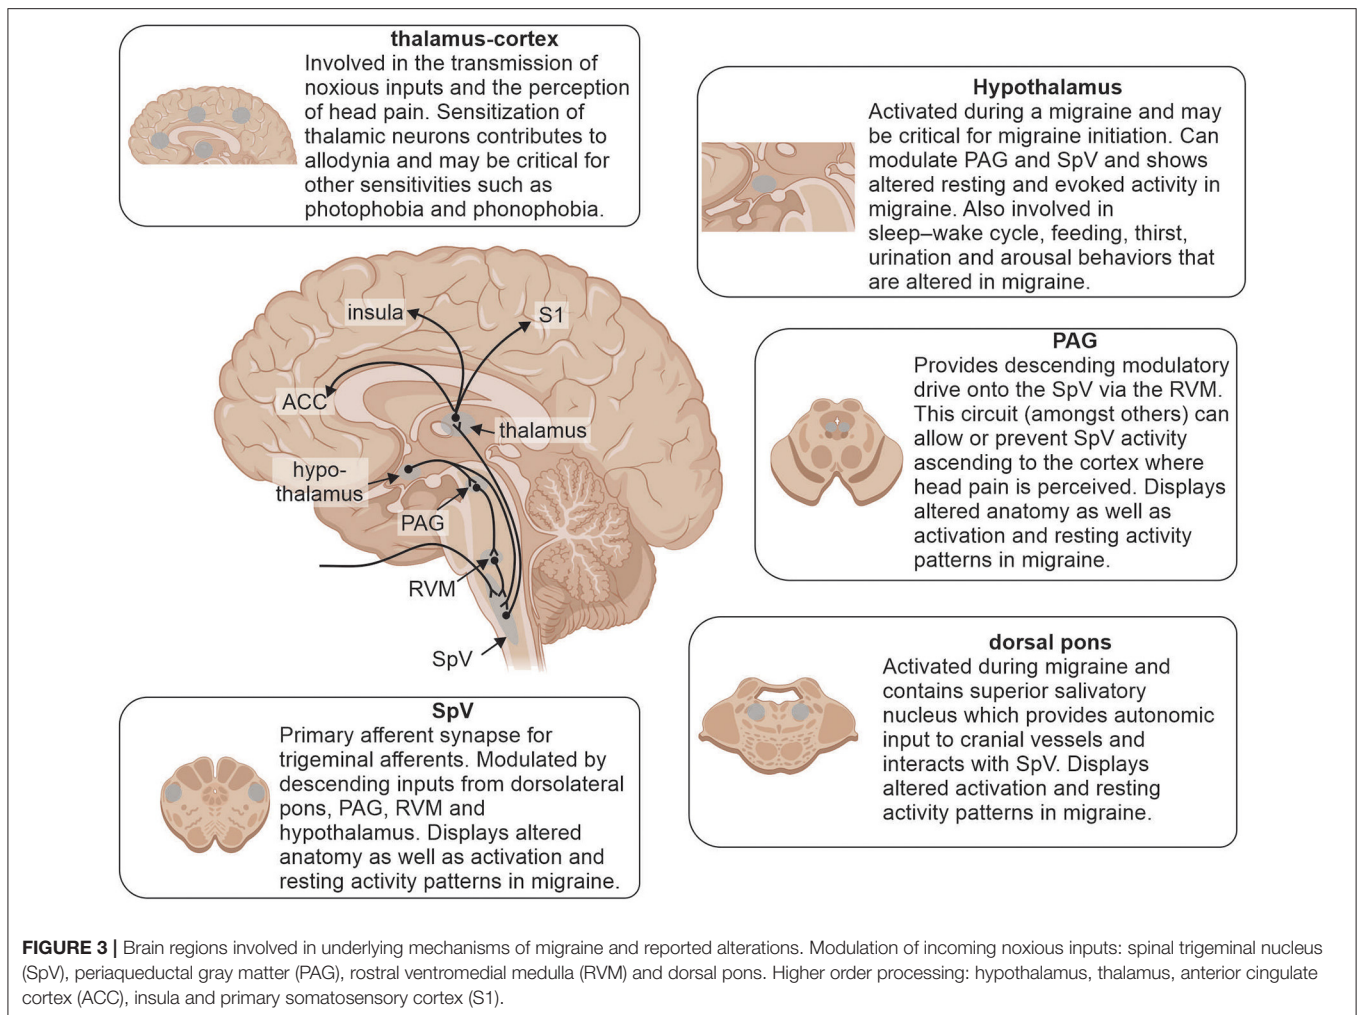 thalamus-cortex
Involved in the transmission of
noxious inputs and the perception
of head pain. Sensitization of
thalamic neurons contributes to
allodynia and may be critical for
other sensitivities such as
photophobia and phonophobia.
Hypothalamus
Activated during a migraine and may
be critical for migraine initiation. Can
modulate PAG and SpV and shows
altered resting and evoked activity in
migraine. Also involved in
sleep–wake cycle, feeding, thirst,
urination and arousal behaviors that
are altered in migraine.
insula
S1
ACC
thalamus
hypo-
thalamus
PAG
RVM
SpV
PAG
Provides descending modulatory
drive onto the SpV via the RVM.
This circuit (amongst others) can
allow or prevent SpV activity
ascending to the cortex where
head pain is perceived. Displays
altered anatomy as well as
activation and resting activity
patterns in migraine.
dorsal pons
Activated during migraine and
contains superior salivatory
nucleus which provides autonomic
input to cranial vessels and
interacts with SpV. Displays
altered activation and resting
activity patterns in migraine.
SpV
Primary afferent synapse for
trigeminal afferents. Modulated by
descending inputs from dorsolateral
pons, PAG, RVM and
hypothalamus. Displays altered
anatomy as well as activation and
resting activity patterns in migraine.
FIGURE 3 | Brain regions involved in underlying mechanisms of migraine and reported alterations. Modulation of incoming noxious inputs: spinal trigeminal nucleus
(SpV), periaqueductal gray matter (PAG), rostral ventromedial medulla (RVM) and dorsal pons. Higher order processing: hypothalamus, thalamus, anterior cingulate
cortex (ACC), insula and primary somatosensory cortex (S1).